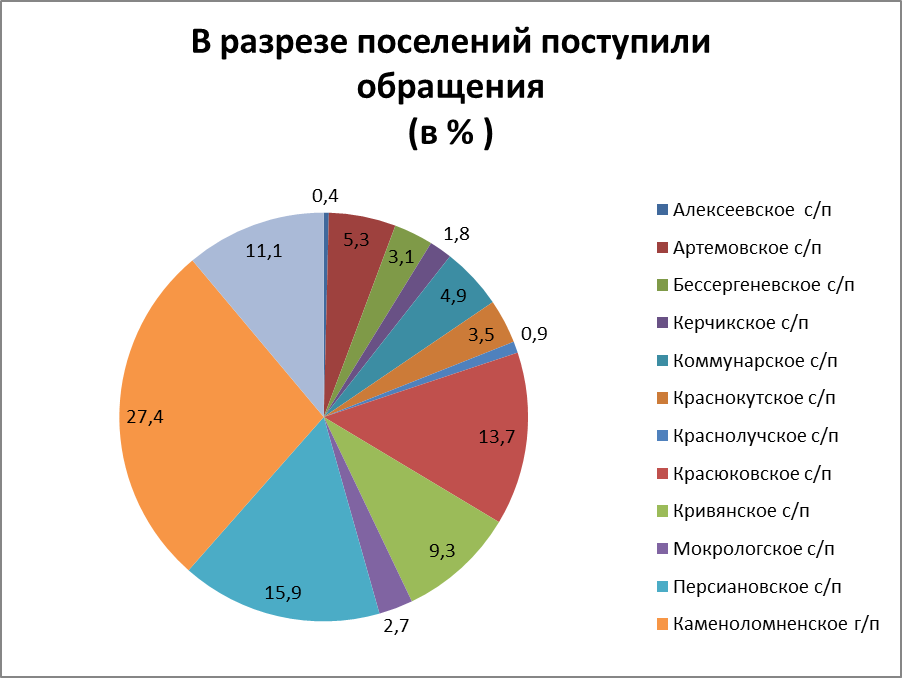 В разрезе поселений поступили
обращения
(в % )
0,4
5,3
3,1
1,8
4,9
3,5
0,9
13,7
9,3
2,7
15,9
27,4
11,1
Алексеевское с/п
Артемовское с/п
Бессергеневское с/п
Керчикское с/п
Коммунарское с/п
Краснокутское с/п
Краснолучское с/п
Красюковское с/п
Кривянское с/п
Мокрологское с/п
Персиановское с/п
Каменоломненское г/п